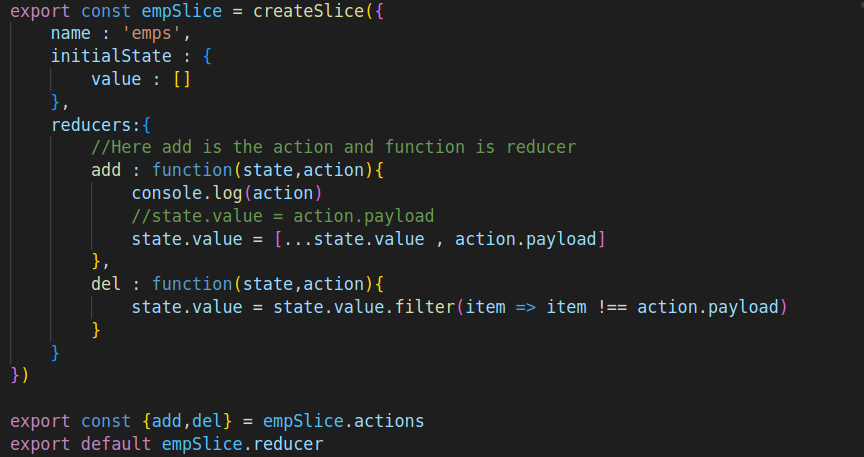 export const empSlice = createSlice({
    name : 'emps',
    initialState : {
        value : []
    },
    reducers:{
        //Here add is the action and function is reducer
        add : function(state,action){
            console.log(action)
            //state.value = action.payload
            state.value = [...state.value , action.payload]
        },
        del : function(state,action){
            state.value = state.value.filter(item => item !== action.payload)
        }
    }
})
export const {add,del} = empSlice.actions
export default empSlice.reducer